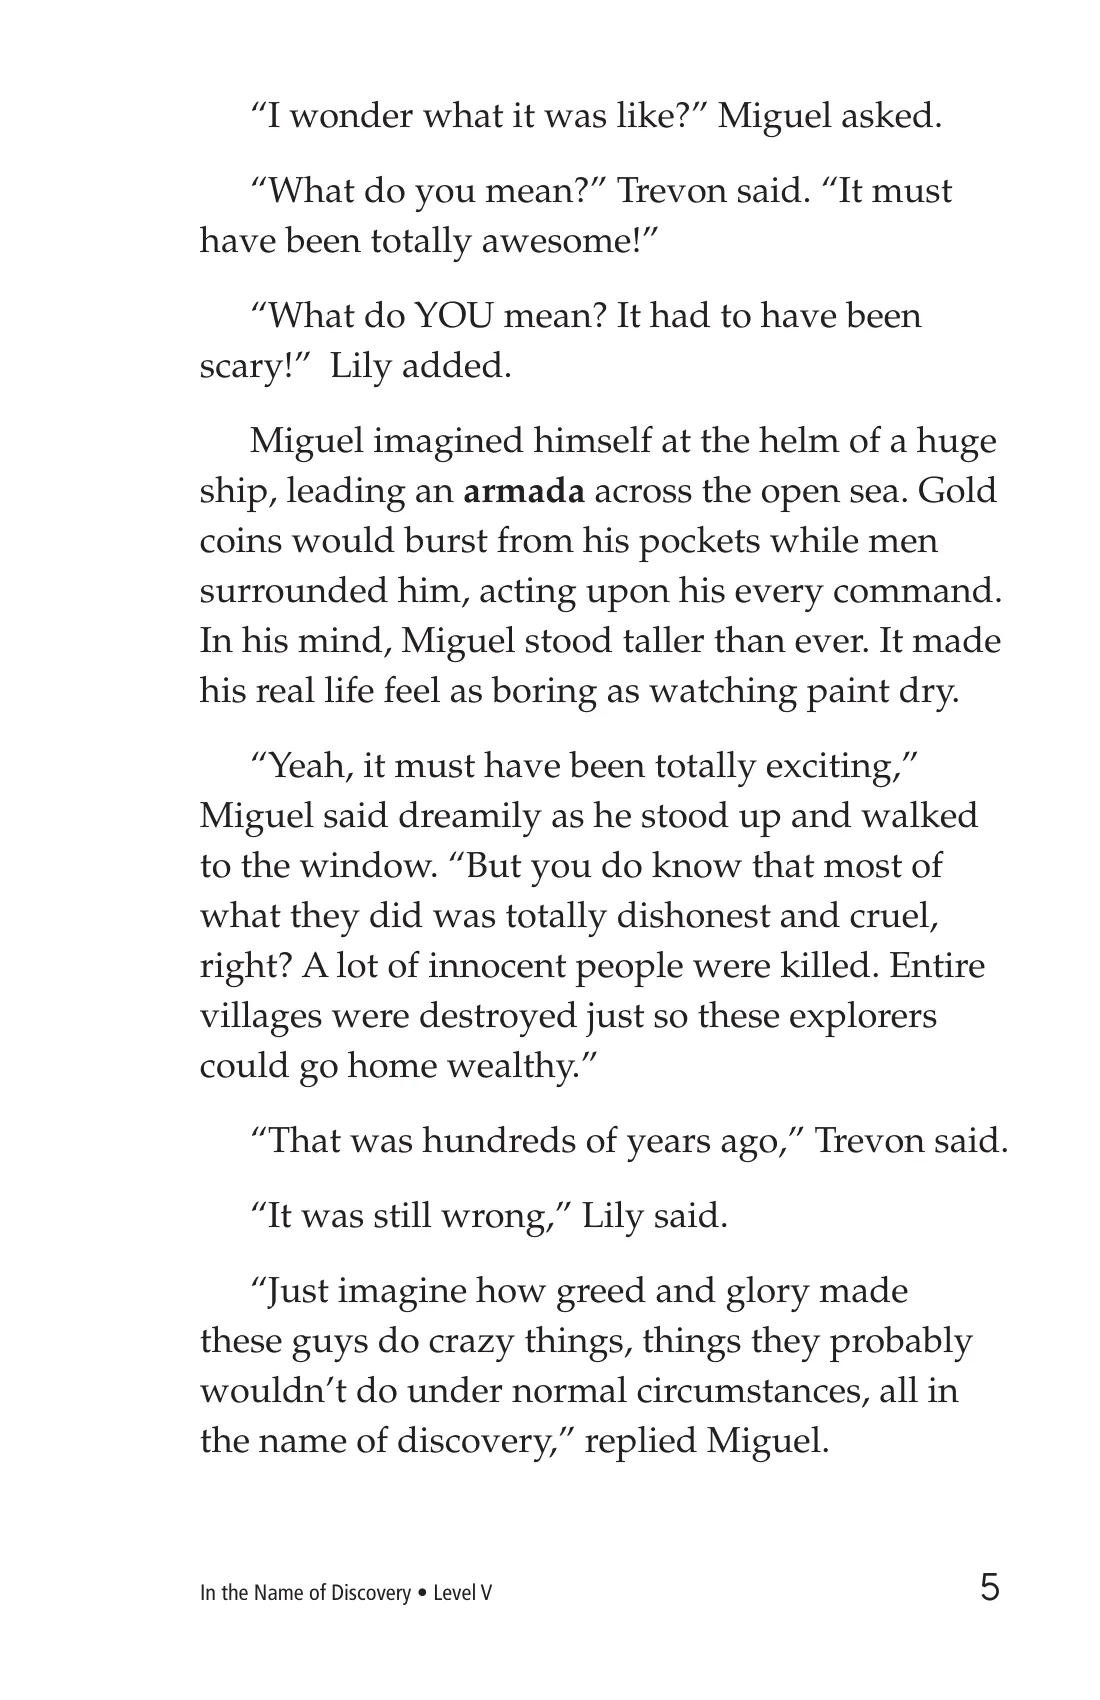 “I wonder what it was like?” Miguel asked.
“What do you mean?” Trevon said. “It must
have been totally awesome!”
“What do YOU mean? It had to have been
scary!”  Lily added.
Miguel imagined himself at the helm of a huge
ship, leading an armada across the open sea. Gold
coins would burst from his pockets while men
surrounded him, acting upon his every command.
In his mind, Miguel stood taller than ever. It made
his real life feel as boring as watching paint dry.
“Yeah, it must have been totally exciting,”
Miguel said dreamily as he stood up and walked
to the window. “But you do know that most of
what they did was totally dishonest and cruel,
right? A lot of innocent people were killed. Entire
villages were destroyed just so these explorers
could go home wealthy.”
“That was hundreds of years ago,” Trevon said.
“It was still wrong,” Lily said.
“Just imagine how greed and glory made
these guys do crazy things, things they probably
wouldn’t do under normal circumstances, all in
the name of discovery,” replied Miguel.
In the Name of Discovery • Level V 5